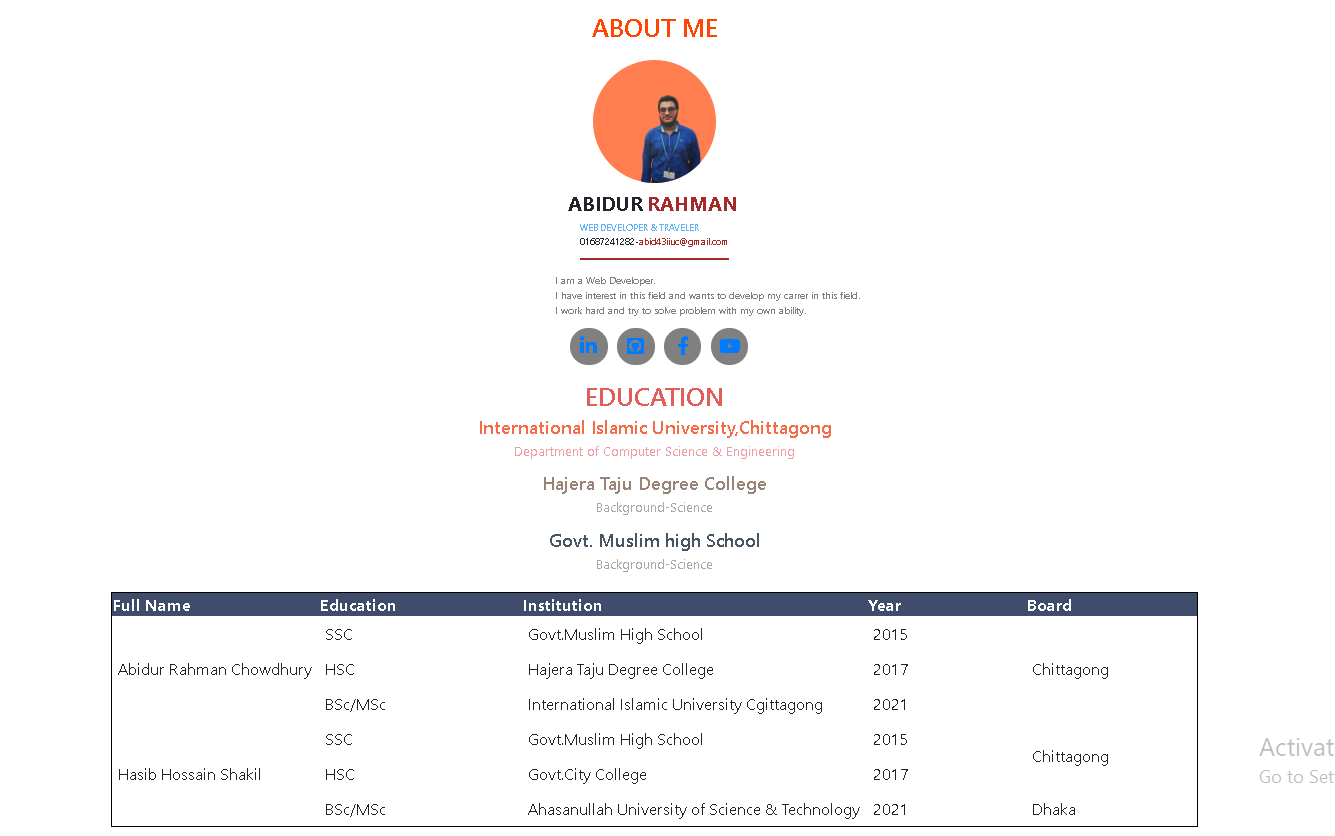 ABOUT ME
ABIDUR RAHMAN
WEB DEVELOPER & TRAVELER
01687241282-abid43iiuc@gmail.com
I am a Web Developer.
I have interest in this field and wants to develop my carrer in this field.
I work hard and try to solve problem with my own ability.
EDUCATION
International Islamic University,Chittagong
Department of Computer Science & Engineering
Hajera Taju Degree College
Background-Science
Govt. Muslim high School
Background-Science
Full Name Education Institution Year Board
SSC Govt.Muslim High School 2015
Abidur Rahman Chowdhury HSC Hajera Taju Degree College 2017 Chittagong
BSc/MSc International Islamic University Cgittagong 2021
SSC Govt.Muslim High School 2015
Chittagong
Hasib Hossain Shakil HSC Govt.City College 2017
BSc/MSc Ahasanullah University of Science & Technology 2021 Dhaka
Activat
Go to Set